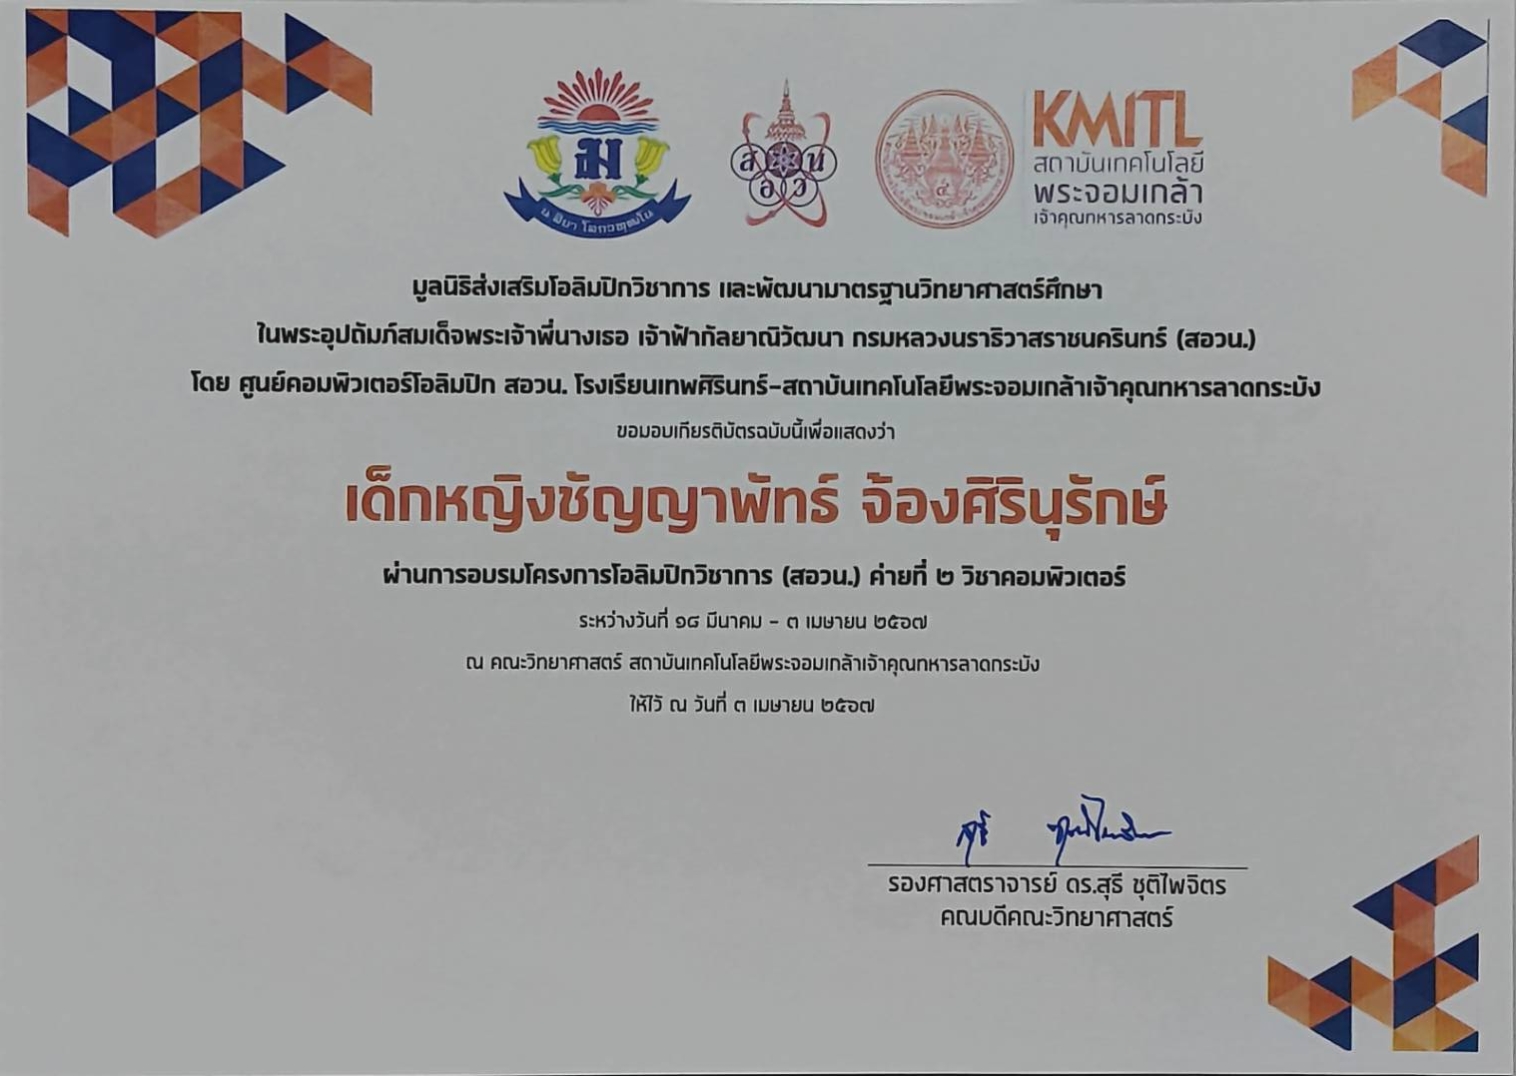 ม
น สิยา โลกวฑฺฒโน
ส อ ว น
๔
KMITL
สถาบันเทคโนโลยี
พระจอมเกล้า
เจ้าคุณทหารลาดกระบัง
มูลนิธิส่งเสริมโอลิมปิกวิชาการ และพัฒนามาตรฐานวิทยาศาสตร์ศึกษา
ในพระอุปถัมภ์สมเด็จพระเจ้าพี่นางเธอ เจ้าฟ้ากัลยาณิวัฒนา กรมหลวงนราธิวาสราชนครินทร์ (สอวน.)
โดย ศูนย์คอมพิวเตอร์โอลิมปิก สอวน. โรงเรียนเทพศิรินทร์-สถาบันเทคโนโลยีพระจอมเกล้าเจ้าคุณทหารลาดกระบัง
ขอมอบเกียรติบัตรฉบับนี้เพื่อแสดงว่า
เด็กหญิงชัญญาพัทธ์ จ้องศิรินุรักษ์
ผ่านการอบรมโครงการโอลิมปิกวิชาการ (สอวน.) ค่ายที่ ๒ วิชาคอมพิวเตอร์
ระหว่างวันที่ ๑๘ มีนาคม - ๓ เมษายน ๒๕๖๗
ณ คณะวิทยาศาสตร์ สถาบันเทคโนโลยีพระจอมเกล้าเจ้าคุณทหารลาดกระบัง
ให้ไว้ ณ วันที่ ๓ เมษายน ๒๕๖๗
รองศาสตราจารย์ ดร.สุธี ชุติไพจิตร
คณบดีคณะวิทยาศาสตร์